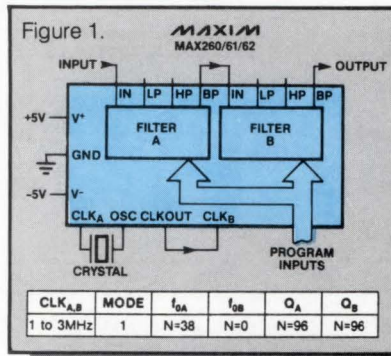 Figure 1.
MAXIM
MAX260/61/62
INPUT
OUTPUT
IN LP HP BP IN LP HP BP
+5V V+
FILTER A
FILTER B
GND
-5V V-
CLKA OSC CLKOUT CLKB
CRYSTAL
PROGRAM INPUTS
CLKA,B MODE f0A f0B QA QB
1 to 3MHz 1 N=38 N=0 N=96 N=96